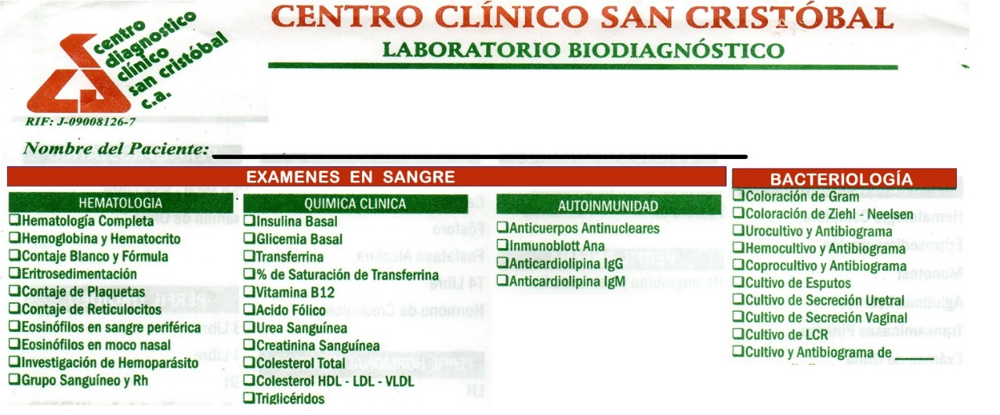 centro
diagnostico
clínico
san cristóbal
c.a.
RIF: J-09008126-7
CENTRO CLÍNICO SAN CRISTÓBAL
LABORATORIO BIODIAGNÓSTICO
Nombre del Paciente:
EXAMENES EN SANGRE
HEMATOLOGIA
❑Hematología Completa
❑Hemoglobina y Hematocrito
❑Contaje Blanco y Fórmula
❑Eritrosedimentación
❑Contaje de Plaquetas
❑Contaje de Reticulocitos
❑Eosinófilos en sangre periférica
❑Eosinófilos en moco nasal
❑Investigación de Hemoparásito
❑Grupo Sanguíneo y Rh
QUIMICA CLINICA
❑Insulina Basal
❑Glicemia Basal
❑Transferrina
❑% de Saturación de Transferrina
❑Vitamina B12
❑Acido Fólico
❑Urea Sanguínea
❑Creatinina Sanguínea
❑Colesterol Total
❑Colesterol HDL - LDL - VLDL
❑Triglicéridos
AUTOINMUNIDAD
❑Anticuerpos Antinucleares
❑Inmunoblott Ana
❑Anticardiolipina IgG
❑Anticardiolipina IgM
BACTERIOLOGÍA
❑Coloración de Gram
❑Coloración de Ziehl - Neelsen
❑Urocultivo y Antibiograma
❑Hemocultivo y Antibiograma
❑Coprocultivo y Antibiograma
❑Cultivo de Esputos
❑Cultivo de Secreción Uretral
❑Cultivo de Secreción Vaginal
❑Cultivo de LCR
❑Cultivo y Antibiograma de